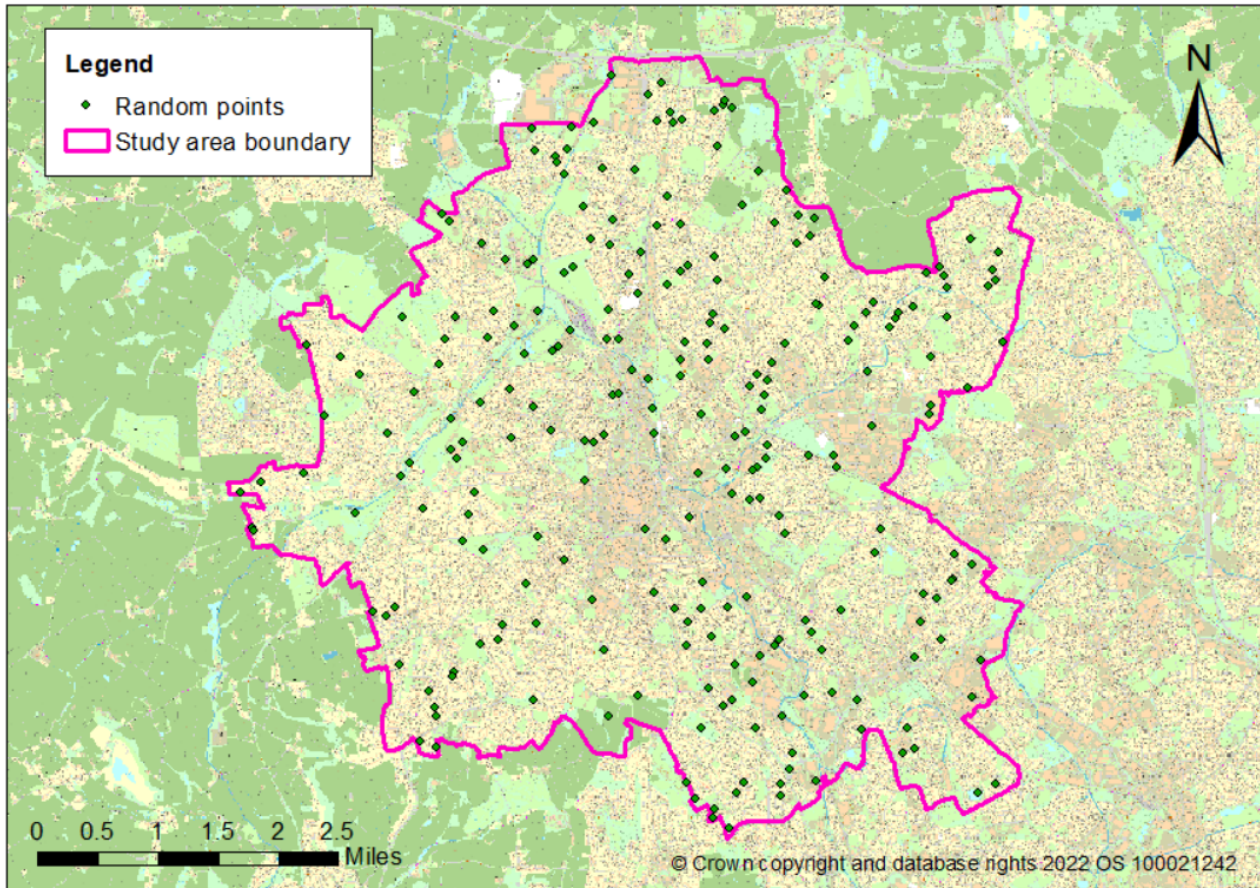 Legend
Random points
Study area boundary
N
0 0.5 1 1.5 2 2.5
Miles
© Crown copyright and database rights 2022 OS 100021242